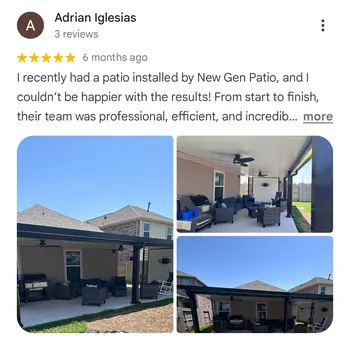 A
Adrian Iglesias
3 reviews
6 months ago
I recently had a patio installed by New Gen Patio, and I
couldn’t be happier with the results! From start to finish,
their team was professional, efficient, and incredib... more